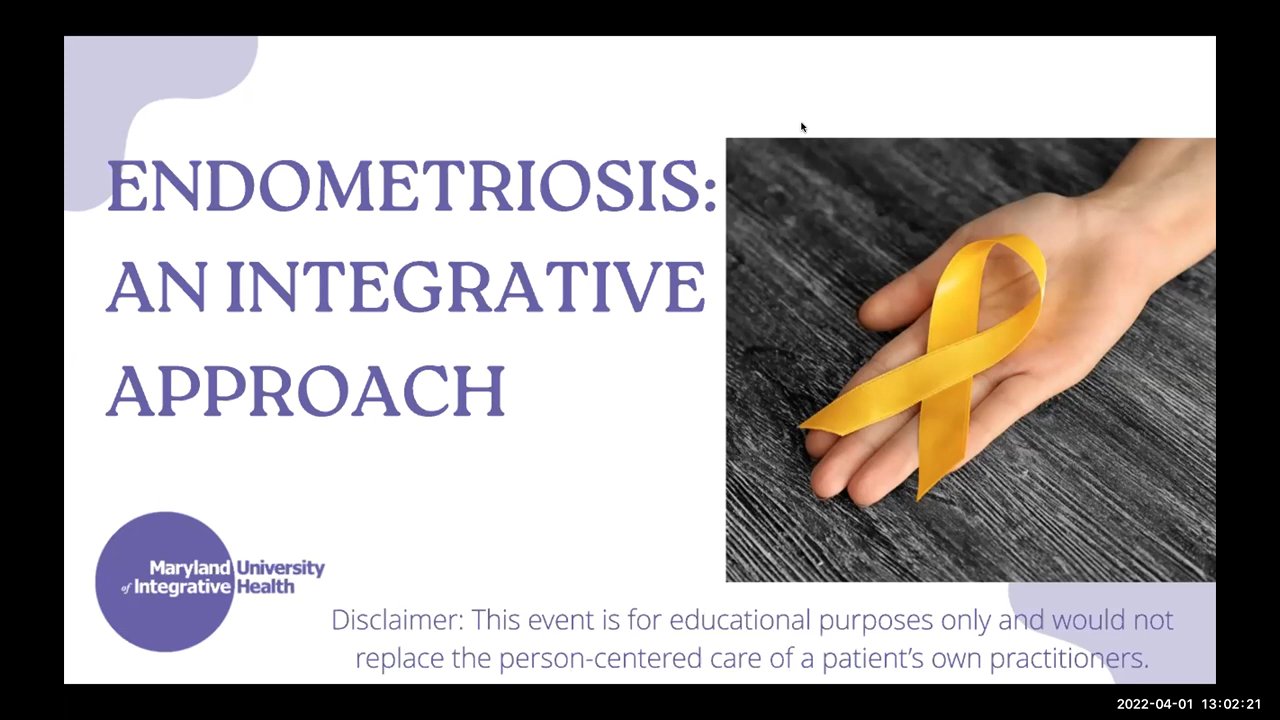 ENDOMETRIOSIS:
AN INTEGRATIVE
APPROACH
Maryland University
of Integrative Health
Disclaimer: This event is for educational purposes only and would not
replace the person-centered care of a patient’s own practitioners.
2022-04-01 13:02:21